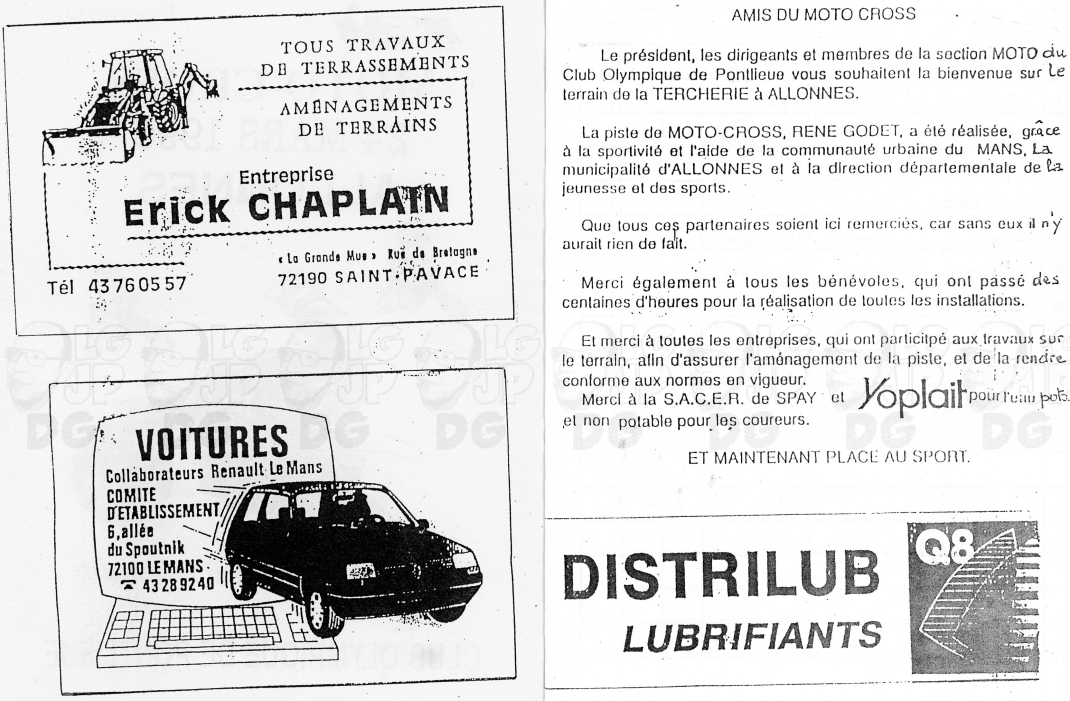 TOUS TRAVAUX
DE TERRASSEMENTS
AMÉNAGEMENTS
DE TERRAINS
Entreprise
Erick CHAPLAIN
« La Grande Mue » Rue de Bretagne
72190 SAINT-PAVACE
Tél 43 76 05 57
VOITURES
Collaborateurs Renault Le Mans
COMITE
D'ETABLISSEMENT
6, allée
du Spoutnik
72100 LE MANS
☎ 43 28 92 40
AMIS DU MOTO CROSS
Le président, les dirigeants et membres de la section MOTO du
Club Olympique de Pontlieue vous souhaitent la bienvenue sur le
terrain de la TERCHERIE à ALLONNES.
La piste de MOTO-CROSS, RENE GODET, a été réalisée, grâce
à la sportivité et l'aide de la communauté urbaine du MANS, La
municipalité d'ALLONNES et à la direction départementale de la
jeunesse et des sports.
Que tous ces partenaires soient ici remerciés, car sans eux il n'y
aurait rien de fait.
Merci également à tous les bénévoles, qui ont passé des
centaines d'heures pour la réalisation de toutes les installations.
Et merci à toutes les entreprises, qui ont particilpé aux travaux sur
le terrain, afin d'assurer l'aménagement de la piste, et de la rendre
conforme aux normes en vigueur.
Merci à la S.A.C.E.R. de SPAY et Yoplait pour l'eau pota
et non potable pour les coureurs.
ET MAINTENANT PLACE AU SPORT.
DISTRILUB
LUBRIFIANTS
Q8
LG JP DG